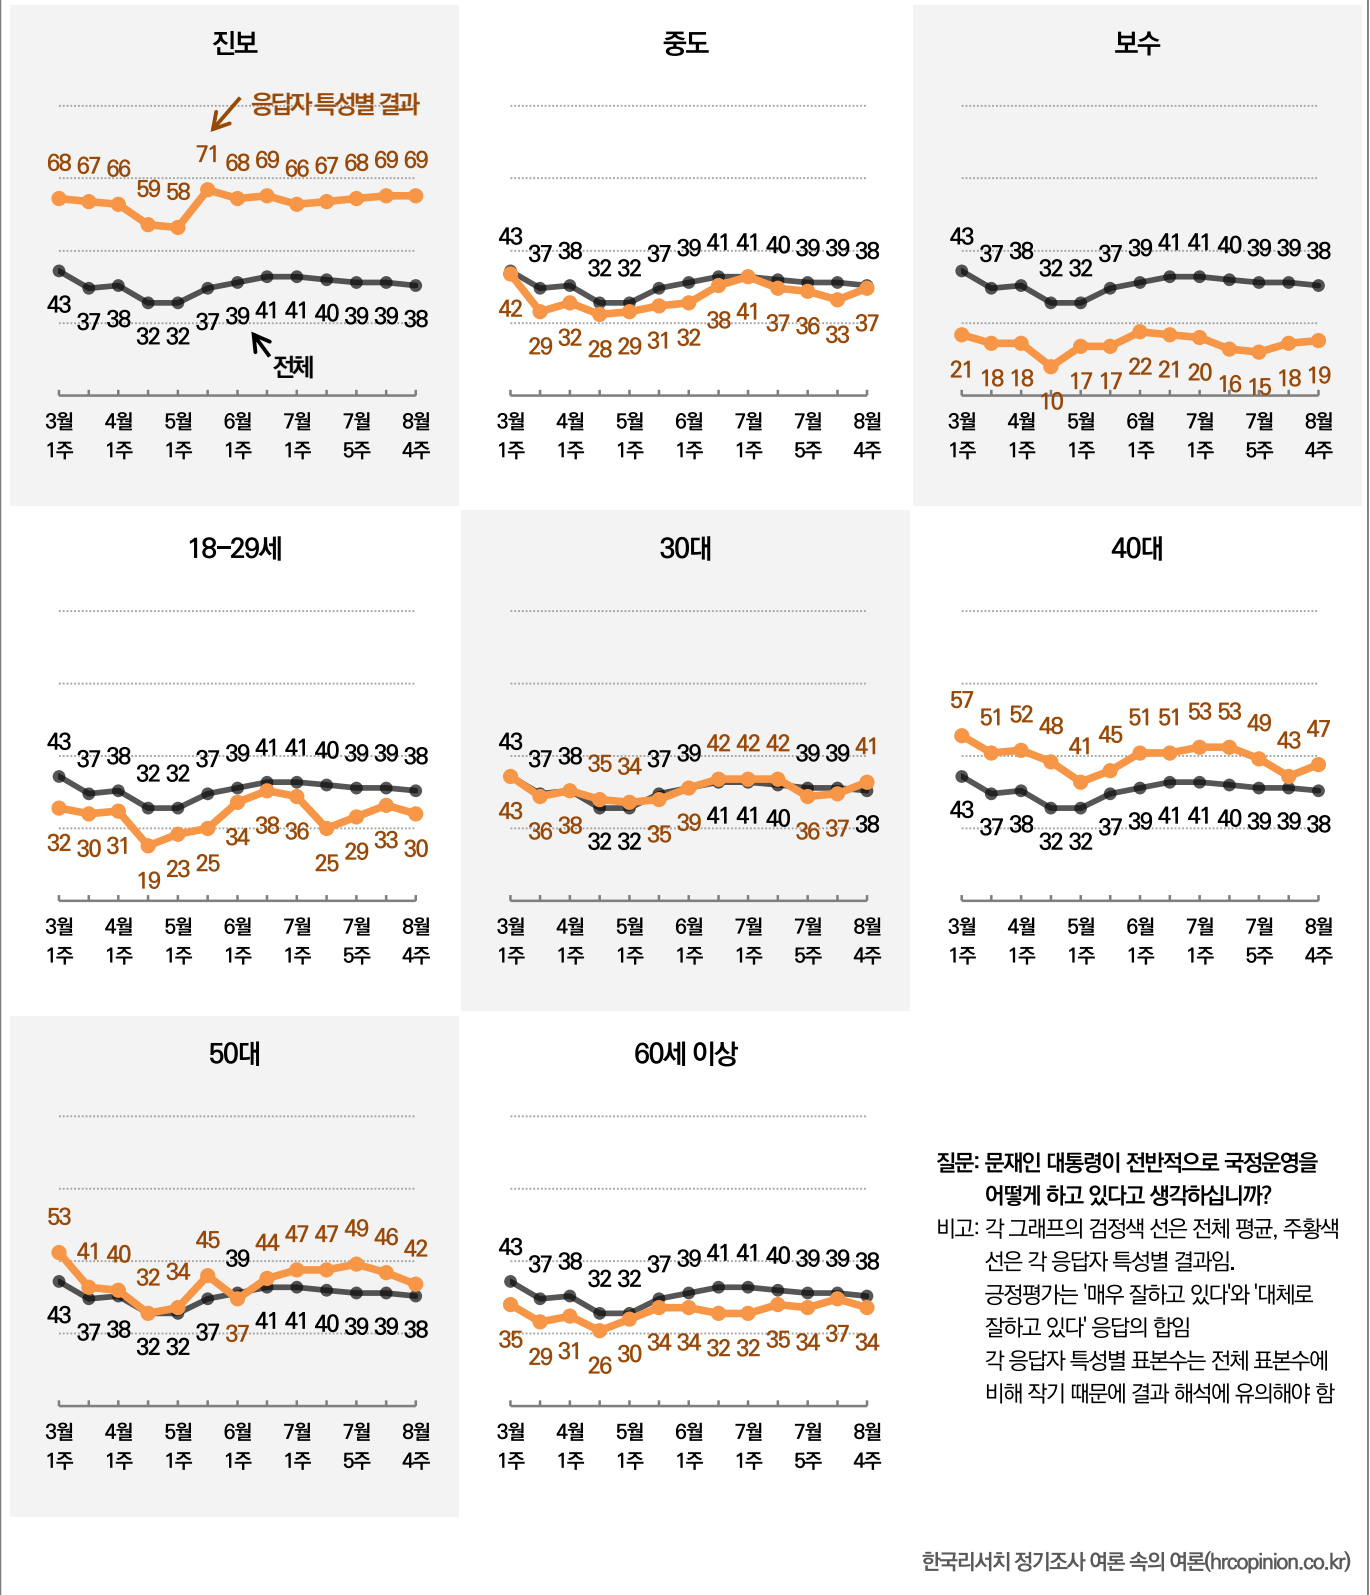 진보
응답자 특성별 결과
68 67 66 59 58 71 68 69 66 67 68 69 69
43 37 38 32 32 37 39 41 41 40 39 39 38
전체
3월 4월 5월 6월 7월 7월 8월
1주 1주 1주 1주 1주 5주 4주
중도
43 37 38 32 32 37 39 41 41 40 39 39 38
42 29 32 28 29 31 32 38 41 37 36 33 37
3월 4월 5월 6월 7월 7월 8월
1주 1주 1주 1주 1주 5주 4주
보수
43 37 38 32 32 37 39 41 41 40 39 39 38
21 18 18 10 17 17 22 21 20 16 15 18 19
3월 4월 5월 6월 7월 7월 8월
1주 1주 1주 1주 1주 5주 4주
18-29세
43 37 38 32 32 37 39 41 41 40 39 39 38
32 30 31 19 23 25 34 38 36 25 29 33 30
3월 4월 5월 6월 7월 7월 8월
1주 1주 1주 1주 1주 5주 4주
30대
43 37 38 35 34 37 39 42 42 42 39 39 41
43 36 38 32 32 35 39 41 41 40 36 37 38
3월 4월 5월 6월 7월 7월 8월
1주 1주 1주 1주 1주 5주 4주
40대
57 51 52 48 41 45 51 51 53 53 49 43 47
43 37 38 32 32 37 39 41 41 40 39 39 38
3월 4월 5월 6월 7월 7월 8월
1주 1주 1주 1주 1주 5주 4주
50대
53 41 40 32 34 45 39 44 47 47 49 46 42
43 37 38 32 32 37 37 41 41 40 39 39 38
3월 4월 5월 6월 7월 7월 8월
1주 1주 1주 1주 1주 5주 4주
60세 이상
43 37 38 32 32 37 39 41 41 40 39 39 38
35 29 31 26 30 34 34 32 32 35 34 37 34
3월 4월 5월 6월 7월 7월 8월
1주 1주 1주 1주 1주 5주 4주
질문: 문재인 대통령이 전반적으로 국정운영을
어떻게 하고 있다고 생각하십니까?
비고: 각 그래프의 검정색 선은 전체 평균, 주황색
선은 각 응답자 특성별 결과임.
긍정평가는 '매우 잘하고 있다'와 '대체로
잘하고 있다' 응답의 합임
각 응답자 특성별 표본수는 전체 표본수에
비해 작기 때문에 결과 해석에 유의해야 함
한국리서치 정기조사 여론 속의 여론(hrcopinion.co.kr)